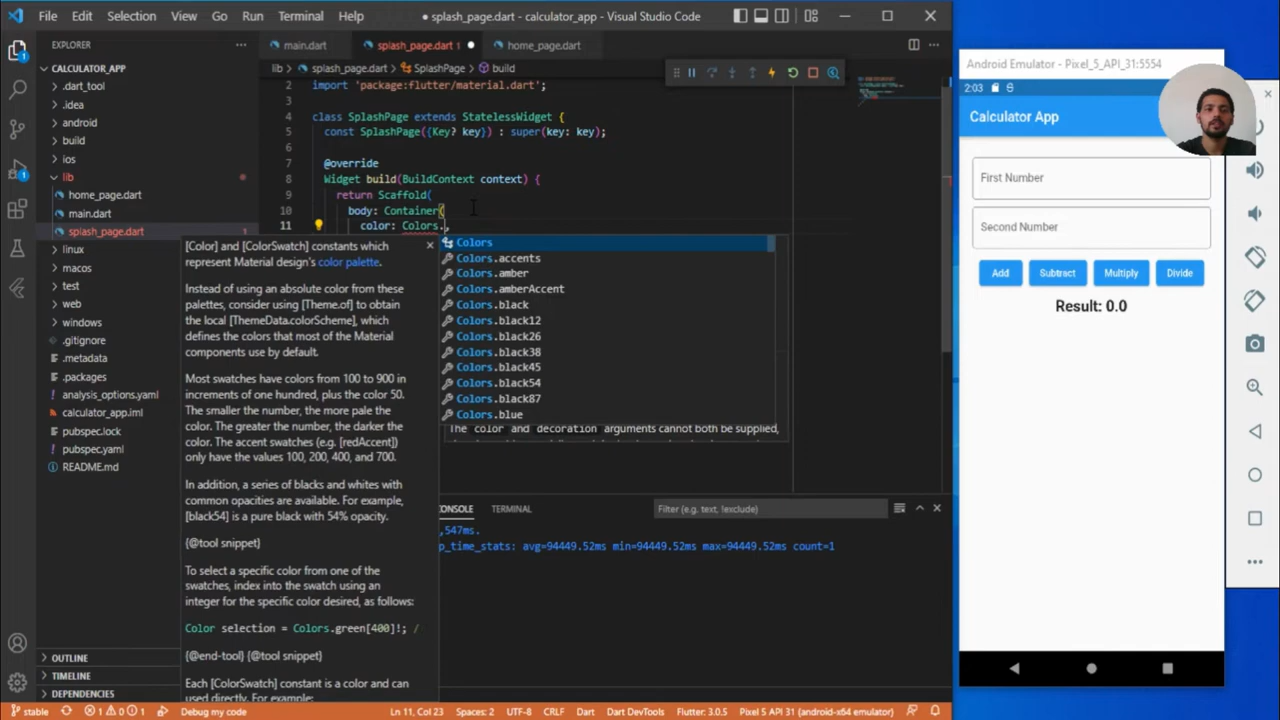 File Edit Selection View Go Run Terminal Help
● splash_page.dart - calculator_app - Visual Studio Code
EXPLORER
CALCULATOR_APP
.dart_tool
.idea
android
build
ios
lib
home_page.dart
main.dart
splash_page.dart 1
linux
macos
test
web
windows
.gitignore
.metadata
.packages
analysis_options.yaml
calculator_app.iml
pubspec.lock
pubspec.yaml
README.md
OUTLINE
TIMELINE
DEPENDENCIES
main.dart splash_page.dart 1 ● home_page.dart
lib > splash_page.dart > SplashPage > build
2 import 'package:flutter/material.dart';
3
4 class SplashPage extends StatelessWidget {
5 const SplashPage({Key? key}) : super(key: key);
6
7 @override
8 Widget build(BuildContext context) {
9 return Scaffold(
10 body: Container(
11 color: Colors.,
[Color] and [ColorSwatch] constants which
represent Material design's color palette.
Instead of using an absolute color from these
palettes, consider using [Theme.of] to obtain
the local [ThemeData.colorScheme], which
defines the colors that most of the Material
components use by default.
Most swatches have colors from 100 to 900 in
increments of one hundred, plus the color 50.
The smaller the number, the more pale the
color. The greater the number, the darker the
color. The accent swatches (e.g. [redAccent])
only have the values 100, 200, 400, and 700.
In addition, a series of blacks and whites with
common opacities are available. For example,
[black54] is a pure black with 54% opacity.
{@tool snippet}
To select a specific color from one of the
swatches, index into the swatch using an
integer for the specific color desired, as follows:
Color selection = Colors.green[400]!; /
{@end-tool} {@tool snippet}
Each [ColorSwatch] constant is a color and can
used directly. For example:
Colors
Colors.accents
Colors.amber
Colors.amberAccent
Colors.black
Colors.black12
Colors.black26
Colors.black38
Colors.black45
Colors.black54
Colors.black87
Colors.blue
The color and decoration arguments cannot both be supplied,
CONSOLE TERMINAL
Filter (e.g. text, !exclude)
,547ms.
p_time_stats: avg=94449.52ms min=94449.52ms max=94449.52ms count=1
stable 1 0 1 Debug my code Ln 11, Col 23 Spaces: 2 UTF-8 CRLF Dart Dart DevTools Flutter: 3.0.5 Pixel 5 API 31 (android-x64 emulator)
Android Emulator - Pixel_5_API_31:5554
2:03
Calculator App
First Number
Second Number
Add Subtract Multiply Divide
Result: 0.0